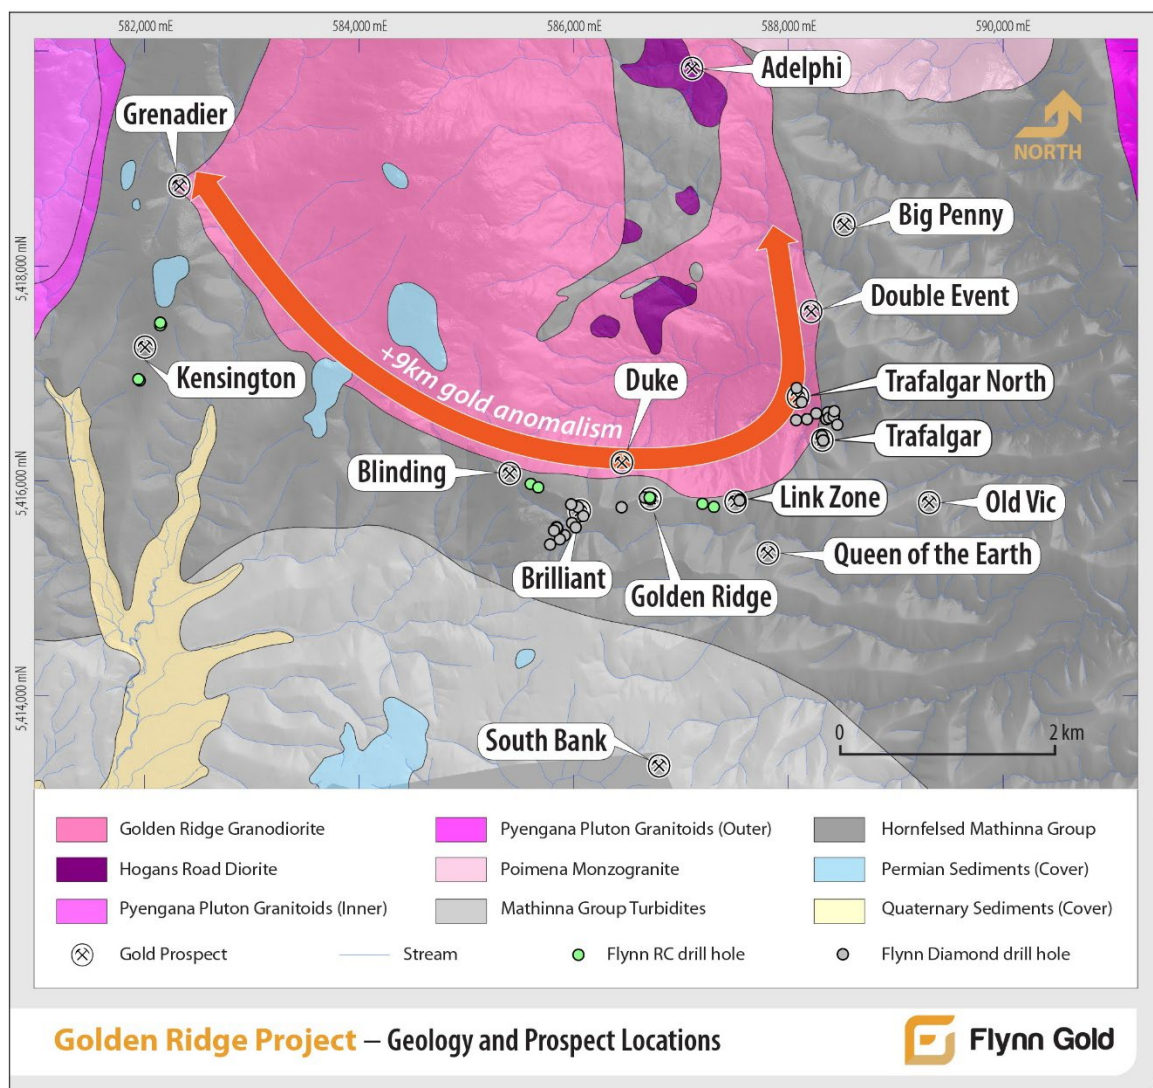 582,000 mE
584,000 mE
586,000 mE
588,000 mE
590,000 mE
Adelphi
Grenadier
NORTH
Big Penny
5,418,000 mN
Double Event
Kensington
+9km gold anomalism
Duke
Trafalgar North
Trafalgar
Blinding
5,416,000 mN
Link Zone
Old Vic
Queen of the Earth
Brilliant
Golden Ridge
5,414,000 mN
South Bank
0
2 km
Golden Ridge Granodiorite
Pyengana Pluton Granitoids (Outer)
Hornfelsed Mathinna Group
Hogans Road Diorite
Poimena Monzogranite
Permian Sediments (Cover)
Pyengana Pluton Granitoids (Inner)
Mathinna Group Turbidites
Quaternary Sediments (Cover)
Gold Prospect
Stream
Flynn RC drill hole
Flynn Diamond drill hole
Golden Ridge Project – Geology and Prospect Locations
Flynn Gold